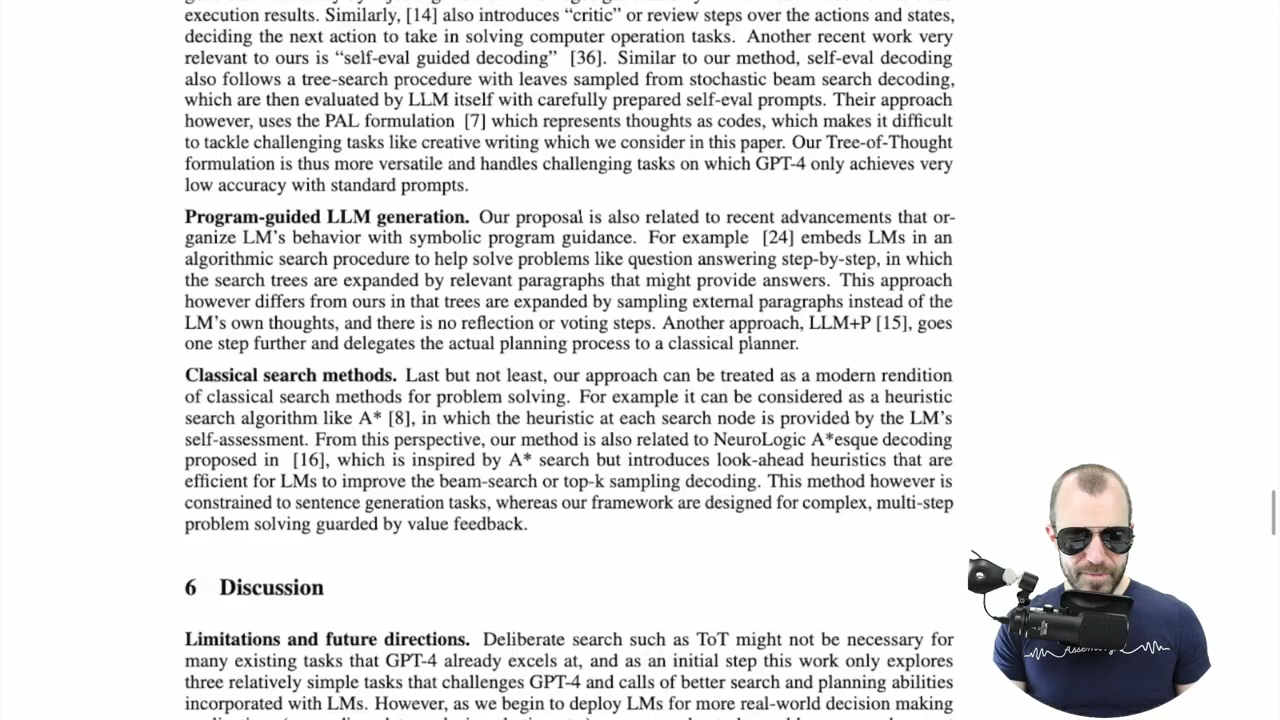 execution results. Similarly, [14] also introduces “critic” or review steps over the actions and states,
deciding the next action to take in solving computer operation tasks. Another recent work very
relevant to ours is “self-eval guided decoding” [36]. Similar to our method, self-eval decoding
also follows a tree-search procedure with leaves sampled from stochastic beam search decoding,
which are then evaluated by LLM itself with carefully prepared self-eval prompts. Their approach
however, uses the PAL formulation [7] which represents thoughts as codes, which makes it difficult
to tackle challenging tasks like creative writing which we consider in this paper. Our Tree-of-Thought
formulation is thus more versatile and handles challenging tasks on which GPT-4 only achieves very
low accuracy with standard prompts.
Program-guided LLM generation. Our proposal is also related to recent advancements that or-
ganize LM’s behavior with symbolic program guidance. For example [24] embeds LMs in an
algorithmic search procedure to help solve problems like question answering step-by-step, in which
the search trees are expanded by relevant paragraphs that might provide answers. This approach
however differs from ours in that trees are expanded by sampling external paragraphs instead of the
LM’s own thoughts, and there is no reflection or voting steps. Another approach, LLM+P [15], goes
one step further and delegates the actual planning process to a classical planner.
Classical search methods. Last but not least, our approach can be treated as a modern rendition
of classical search methods for problem solving. For example it can be considered as a heuristic
search algorithm like A* [8], in which the heuristic at each search node is provided by the LM’s
self-assessment. From this perspective, our method is also related to NeuroLogic A*esque decoding
proposed in [16], which is inspired by A* search but introduces look-ahead heuristics that are
efficient for LMs to improve the beam-search or top-k sampling decoding. This method however is
constrained to sentence generation tasks, whereas our framework are designed for complex, multi-step
problem solving guarded by value feedback.
6 Discussion
Limitations and future directions. Deliberate search such as ToT might not be necessary for
many existing tasks that GPT-4 already excels at, and as an initial step this work only explores
three relatively simple tasks that challenges GPT-4 and calls of better search and planning abilities
incorporated with LMs. However, as we begin to deploy LMs for more real-world decision making